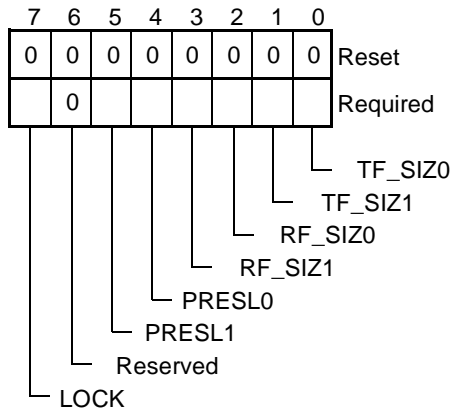 7 6 5 4 3 2 1 0
0 0 0 0 0 0 0 0 Reset
0 Required
TF_SIZ0
TF_SIZ1
RF_SIZ0
RF_SIZ1
PRESL0
PRESL1
Reserved
LOCK